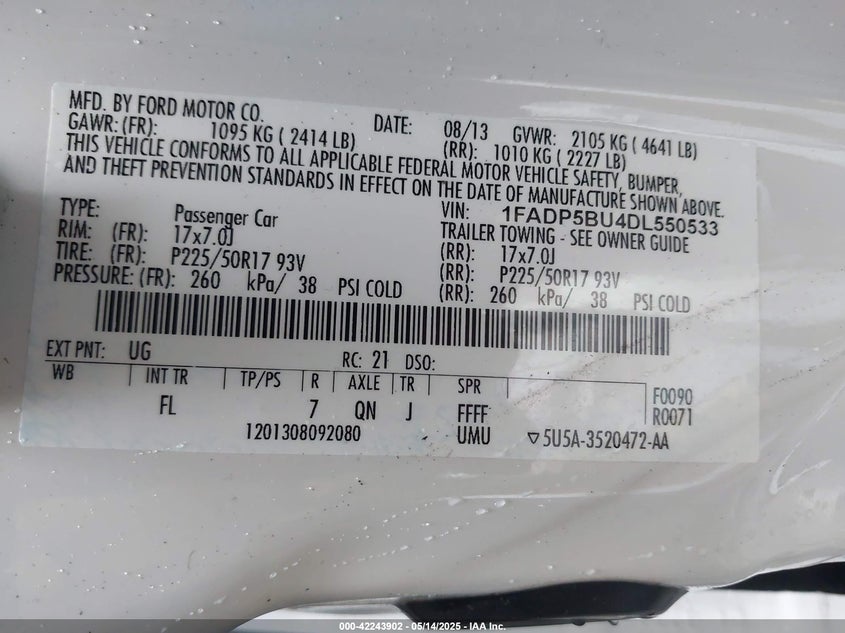 MFD. BY FORD MOTOR CO.
DATE: 08/13 GVWR: 2105 KG ( 4641 LB)
GAWR: (FR): 1095 KG ( 2414 LB) (RR): 1010 KG ( 2227 LB)
THIS VEHICLE CONFORMS TO ALL APPLICABLE FEDERAL MOTOR VEHICLE SAFETY, BUMPER,
AND THEFT PREVENTION STANDARDS IN EFFECT ON THE DATE OF MANUFACTURE SHOWN ABOVE.
VIN: 1FADP5BU4DL550533
TYPE: Passenger Car TRAILER TOWING - SEE OWNER GUIDE
RIM: (FR): 17x7.0J (RR): 17x7.0J
TIRE: (FR): P225/50R17 93V (RR): P225/50R17 93V
PRESSURE: (FR): 260 kPa/ 38 PSI COLD (RR): 260 kPa/ 38 PSI COLD
EXT PNT: UG RC: 21 DSO:
WB INT TR TP/PS R AXLE TR SPR F0090
FL 7 QN J FFFF R0071
1201308092080 UMU ▽5U5A-3520472-AA
000-42243902 - 05/14/2025 - IAA Inc.